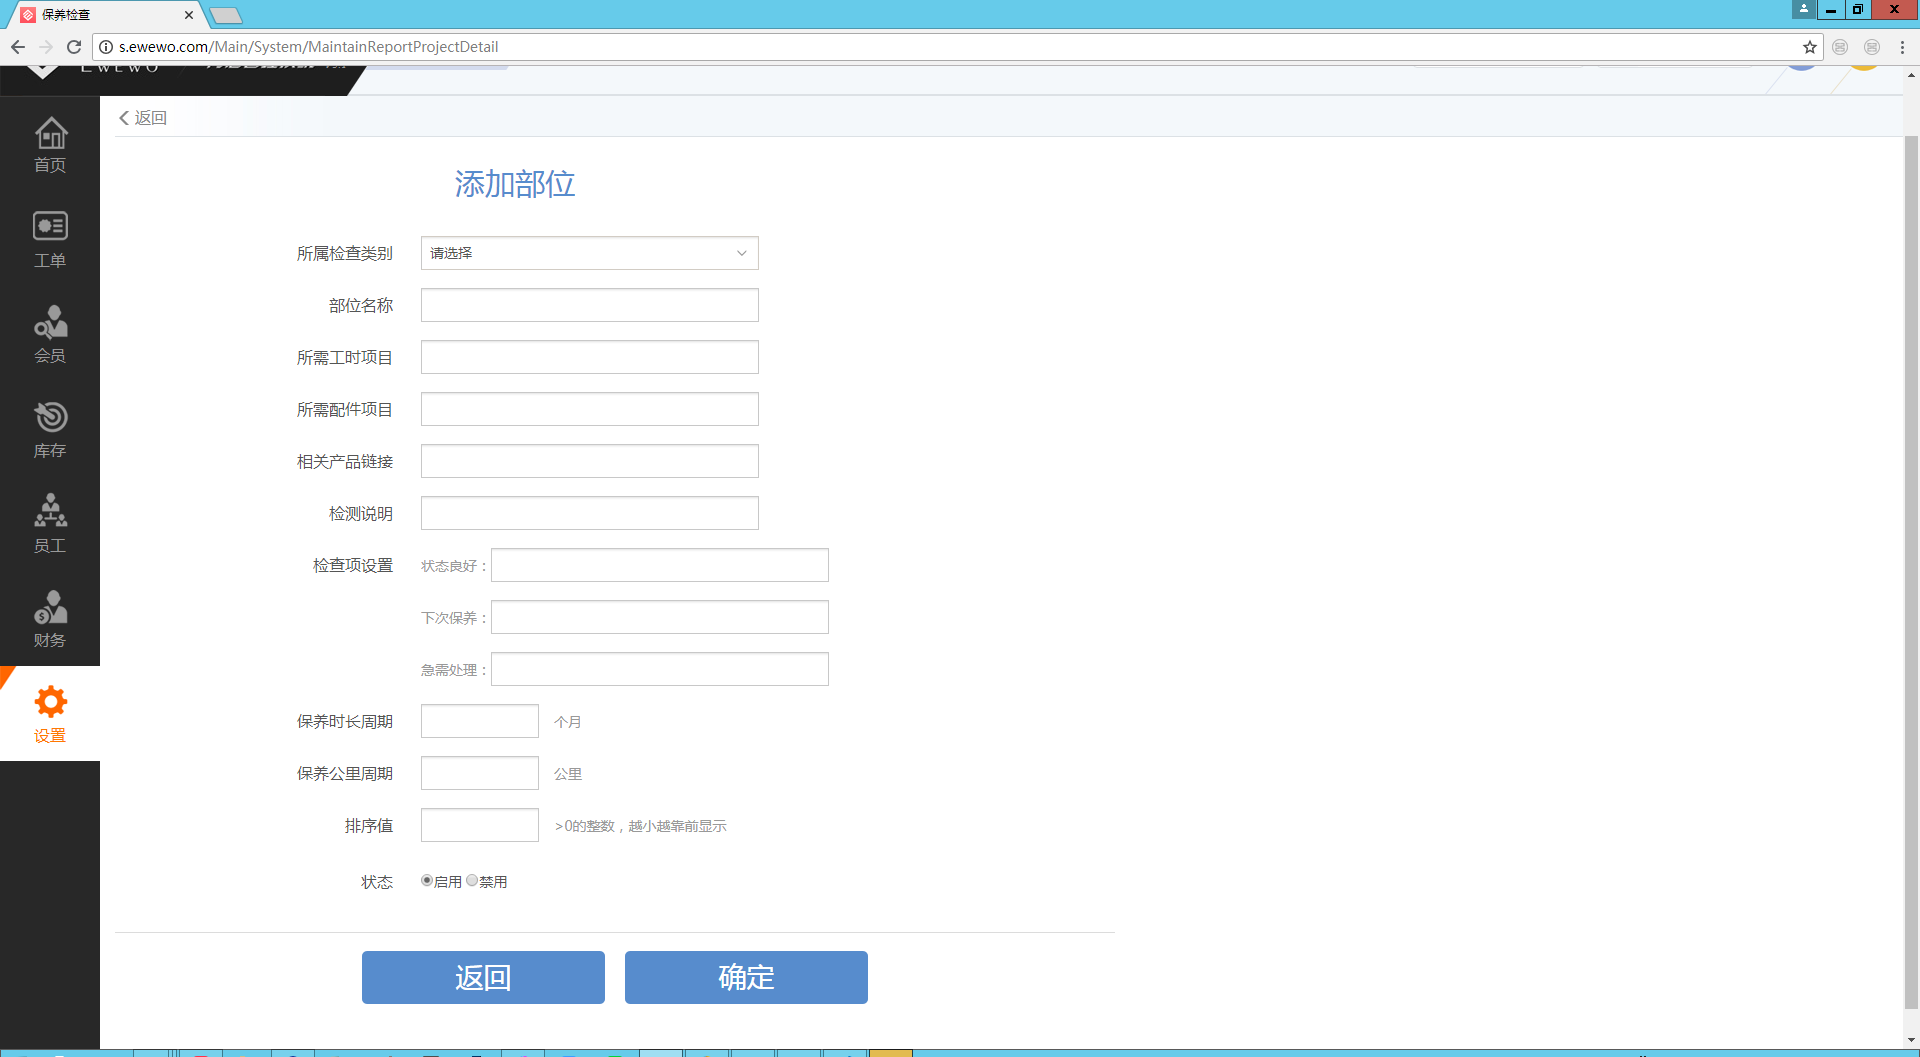 保养检查
s.ewewo.com/Main/System/MaintainReportProjectDetail
EWEWO
返回
首页
工单
会员
库存
员工
财务
设置
添加部位
所属检查类别 请选择
部位名称
所需工时项目
所需配件项目
相关产品链接
检测说明
检查项设置 状态良好：
下次保养：
急需处理：
保养时长周期 个月
保养公里周期 公里
排序值 >0的整数，越小越靠前显示
状态 启用 禁用
返回 确定